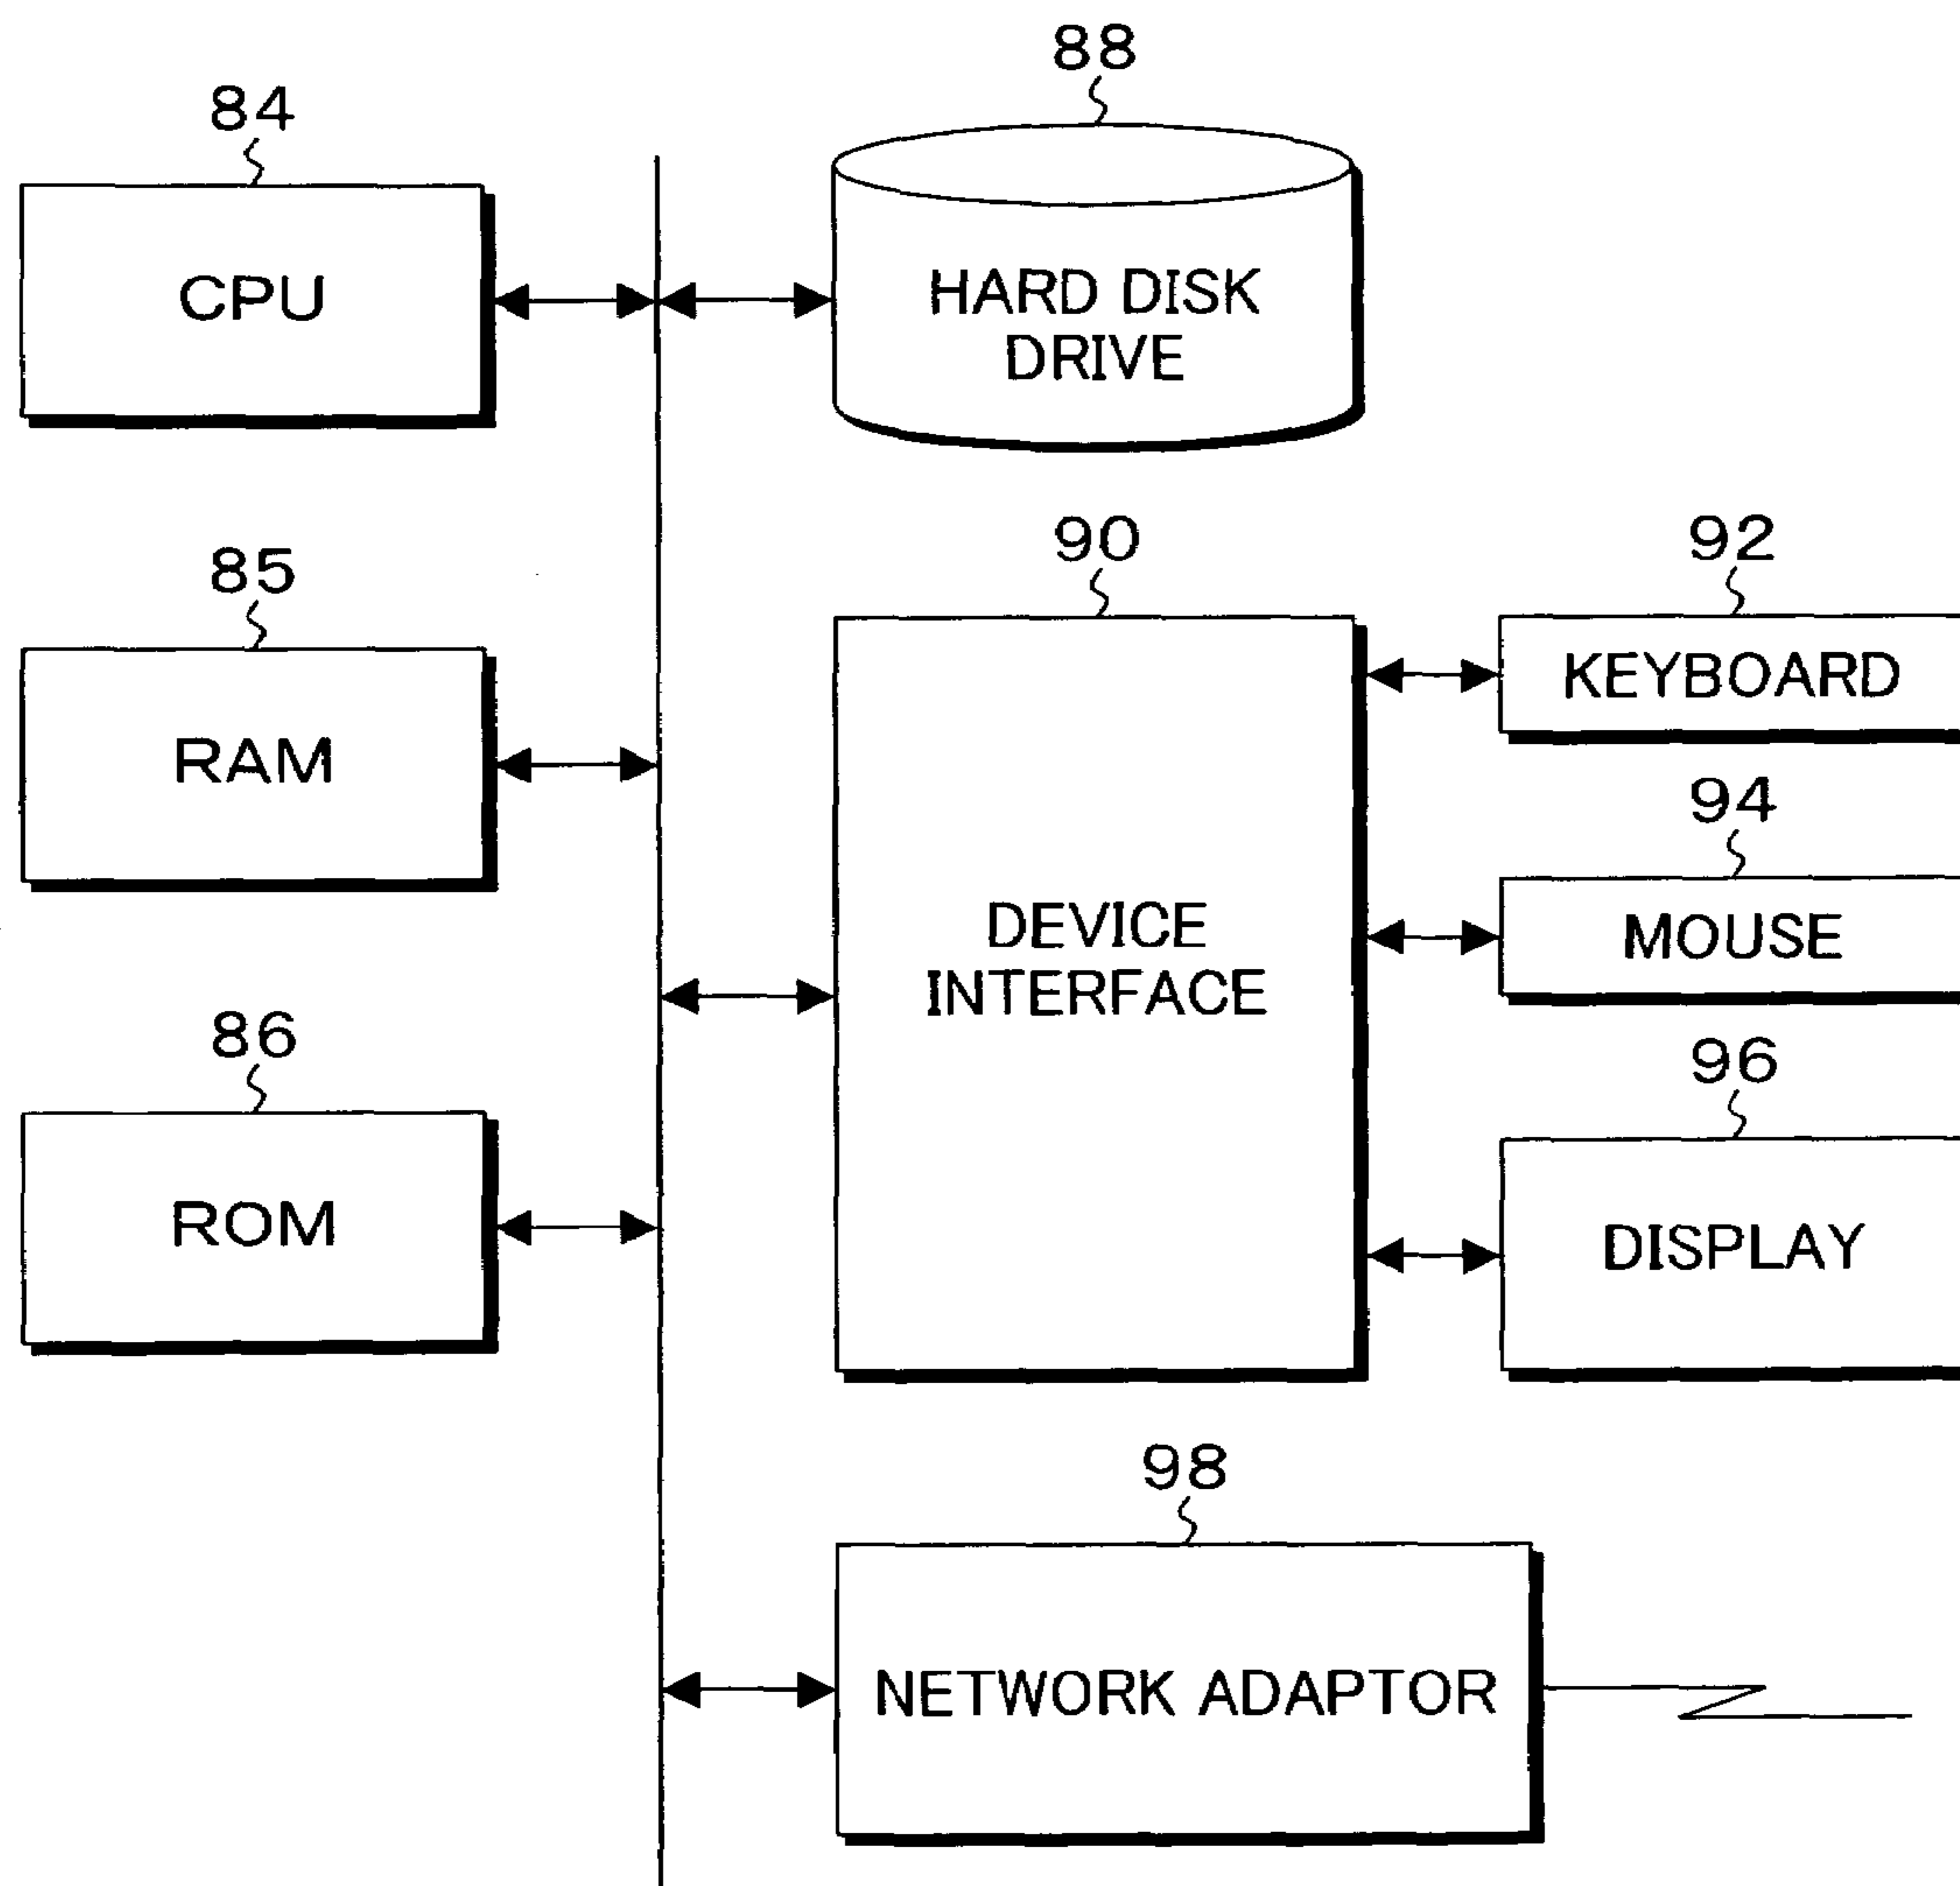 84
CPU
88
HARD DISK
DRIVE
85
RAM
90
DEVICE
INTERFACE
92
KEYBOARD
94
MOUSE
86
ROM
96
DISPLAY
98
NETWORK ADAPTOR